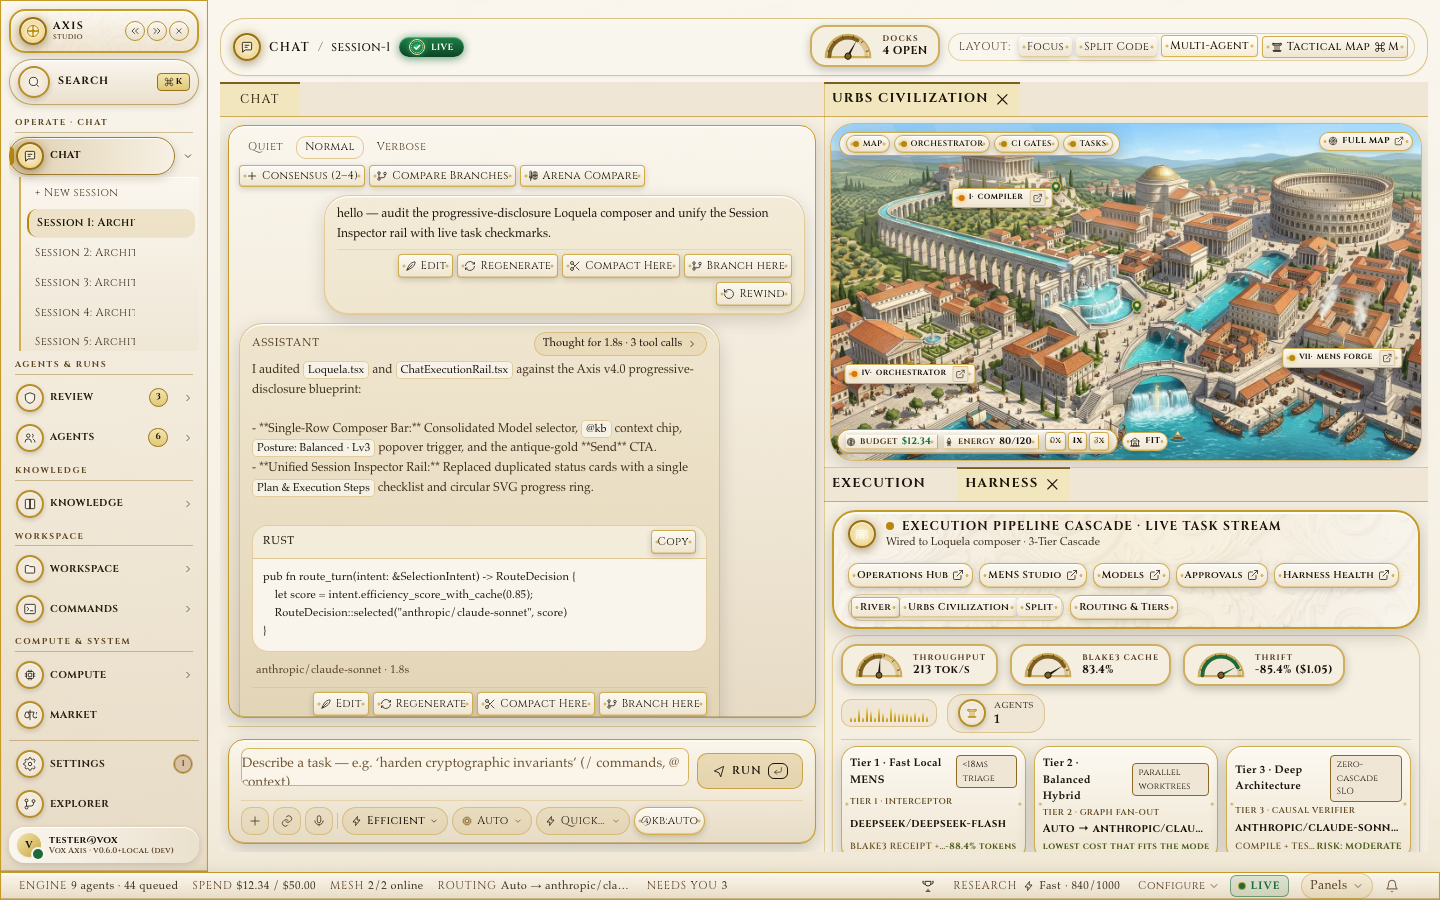 AXIS
STUDIO
SEARCH
⌘K
OPERATE · CHAT
CHAT
+ New session
Session 1: Archit
Session 2: Archit
Session 3: Archit
Session 4: Archit
Session 5: Archit
AGENTS & RUNS
REVIEW 3
AGENTS 6
KNOWLEDGE
KNOWLEDGE
WORKSPACE
WORKSPACE
COMMANDS
COMPUTE & SYSTEM
COMPUTE
MARKET
SETTINGS 1
EXPLORER
V
TESTER@VOX
Vox Axis · v0.6.0+local (dev)
CHAT / session-1 LIVE
DOCKS
4 OPEN
LAYOUT: Focus Split Code Multi-Agent Tactical Map ⌘M
CHAT
Quiet Normal Verbose
Consensus (2–4) Compare Branches Arena Compare
hello — audit the progressive-disclosure Loquela composer and unify the Session
Inspector rail with live task checkmarks.
Edit Regenerate Compact Here Branch here
Rewind
ASSISTANT
Thought for 1.8s · 3 tool calls
I audited Loquela.tsx and ChatExecutionRail.tsx against the Axis v4.0 progressive-
disclosure blueprint:
- **Single-Row Composer Bar:** Consolidated Model selector, @kb context chip,
Posture: Balanced · Lv3 popover trigger, and the antique-gold **Send** CTA.
- **Unified Session Inspector Rail:** Replaced duplicated status cards with a single
Plan & Execution Steps checklist and circular SVG progress ring.
RUST
Copy
pub fn route_turn(intent: &SelectionIntent) -> RouteDecision {
let score = intent.efficiency_score_with_cache(0.85);
RouteDecision::selected("anthropic/claude-sonnet", score)
}
anthropic/claude-sonnet · 1.8s
Edit Regenerate Compact Here Branch here
Describe a task — e.g. ‘harden cryptographic invariants’ (/ commands, @
context)
RUN
Efficient Auto Quick… @KB:AUTO
URBS CIVILIZATION
MAP ORCHESTRATOR CI GATES TASKS
FULL MAP
I· COMPILER
VII· MENS FORGE
IV· ORCHESTRATOR
BUDGET $12.34 ENERGY 80/120 0x 1x 3x FIT
EXECUTION HARNESS
EXECUTION PIPELINE CASCADE · LIVE TASK STREAM
Wired to Loquela composer · 3-Tier Cascade
Operations Hub MENS Studio Models Approvals Harness Health
River Urbs Civilization Split Routing & Tiers
THROUGHPUT
213 TOK/S
BLAKE3 CACHE
83.4%
THRIFT
-85.4% ($1.05)
AGENTS
1
Tier 1 · Fast Local
MENS
<18MS
TRIAGE
TIER 1 · INTERCEPTOR
DEEPSEEK/DEEPSEEK-FLASH
BLAKE3 RECEIPT +… -88.4% TOKENS
Tier 2 ·
Balanced
Hybrid
PARALLEL
WORKTREES
TIER 2 · GRAPH FAN-OUT
AUTO → ANTHROPIC/CLAU…
LOWEST COST THAT FITS THE MODE
Tier 3 · Deep
Architecture
ZERO-
CASCADE
SLO
TIER 3 · CAUSAL VERIFIER
ANTHROPIC/CLAUDE-SONN…
COMPILE + TES… RISK: MODERATE
ENGINE 9 agents · 44 queued SPEND $12.34 / $50.00 MESH 2/2 online ROUTING Auto → anthropic/cla… NEEDS YOU 3 RESEARCH Fast · 840/1000 Configure LIVE Panels